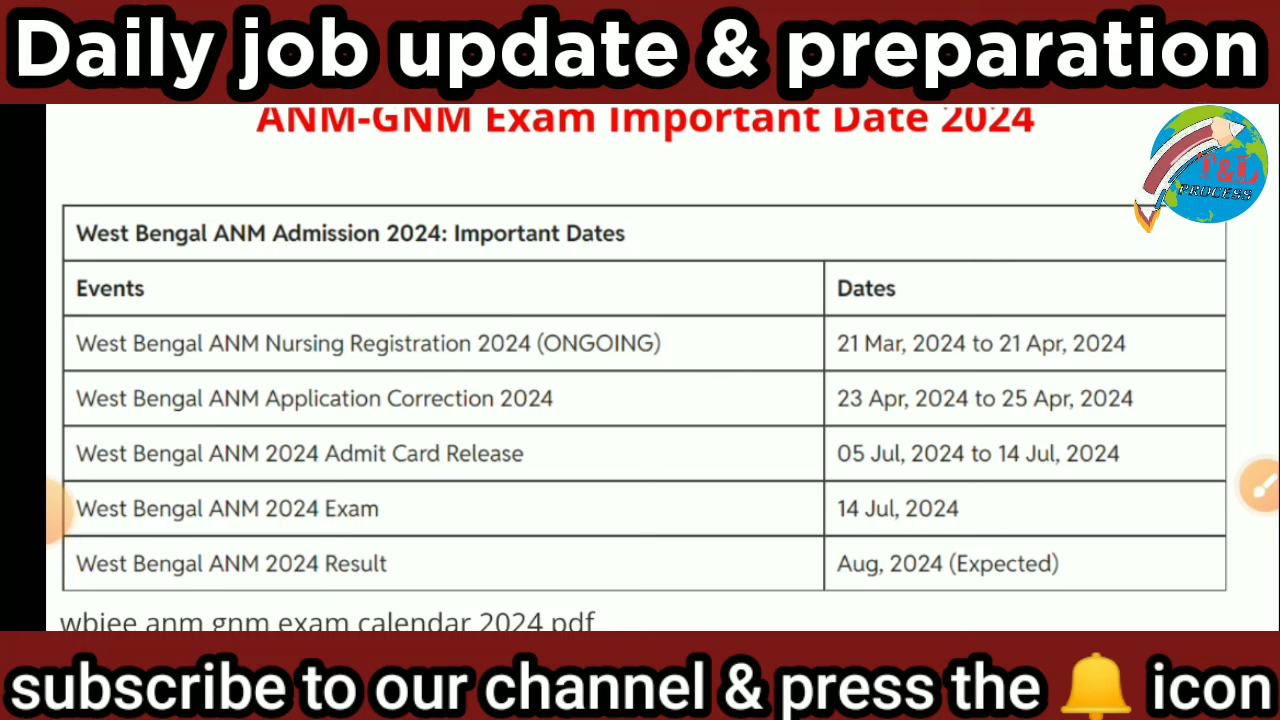 Daily job update & preparation
ANM-GNM Exam Important Date 2024
T&L
PROCESS
West Bengal ANM Admission 2024: Important Dates
Events Dates
West Bengal ANM Nursing Registration 2024 (ONGOING) 21 Mar, 2024 to 21 Apr, 2024
West Bengal ANM Application Correction 2024 23 Apr, 2024 to 25 Apr, 2024
West Bengal ANM 2024 Admit Card Release 05 Jul, 2024 to 14 Jul, 2024
West Bengal ANM 2024 Exam 14 Jul, 2024
West Bengal ANM 2024 Result Aug, 2024 (Expected)
wbjee anm gnm exam calendar 2024 pdf
subscribe to our channel & press the 🔔 icon